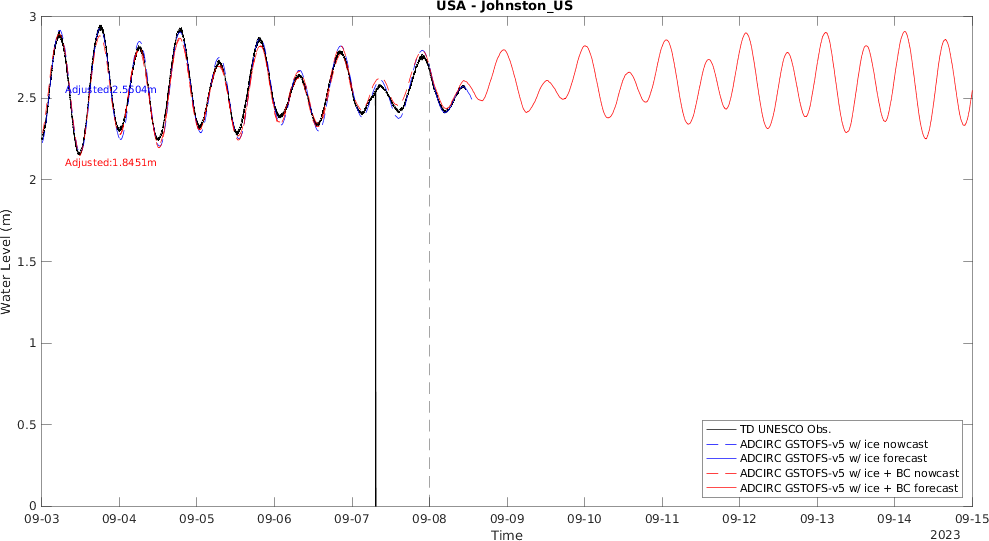 USA - Johnston_US
3
2.5
2
1.5
1
0.5
0
Water Level (m)
Adjusted:2.5504m
Adjusted:1.8451m
TD UNESCO Obs.
ADCIRC GSTOFS-v5 w/ ice nowcast
ADCIRC GSTOFS-v5 w/ ice forecast
ADCIRC GSTOFS-v5 w/ ice + BC nowcast
ADCIRC GSTOFS-v5 w/ ice + BC forecast
09-03 09-04 09-05 09-06 09-07 09-08 09-09 09-10 09-11 09-12 09-13 09-14 09-15
Time
2023